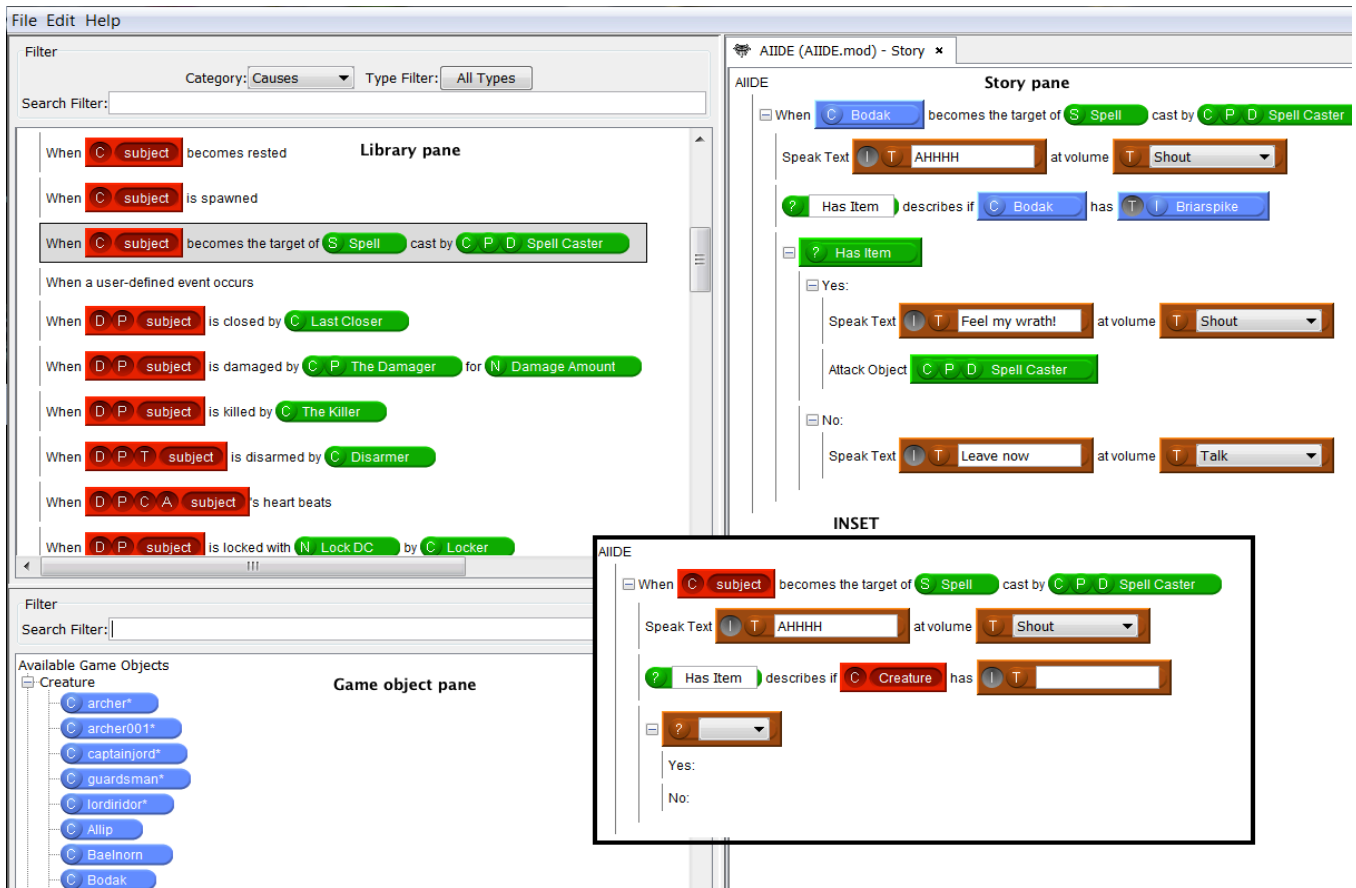 File Edit Help
Filter
Category: Causes Type Filter: All Types
Search Filter:
Library pane
When C subject becomes rested
When C subject is spawned
When C subject becomes the target of S Spell cast by C P D Spell Caster
When a user-defined event occurs
When D P subject is closed by C Last Closer
When D P subject is damaged by C P The Damager for N Damage Amount
When D P subject is killed by C The Killer
When D P T subject is disarmed by C Disarmer
When D P C A subject 's heart beats
When D P subject is locked with N Lock DC by C Locker
Filter
Search Filter:
Available Game Objects
Game object pane
Creature
C archer*
C archer001*
C captainjord*
C guardsman*
C lordiridor*
C Allip
C Baelnorn
C Bodak
AIIDE (AIIDE.mod) - Story ×
AIIDE
Story pane
When C Bodak becomes the target of S Spell cast by C P D Spell Caster
Speak Text I T AHHHH at volume T Shout
? Has Item describes if C Bodak has T I Briarspike
? Has Item
Yes:
Speak Text I T Feel my wrath! at volume T Shout
Attack Object C P D Spell Caster
No:
Speak Text I T Leave now at volume T Talk
INSET
AIIDE
When C subject becomes the target of S Spell cast by C P D Spell Caster
Speak Text I T AHHHH at volume T Shout
? Has Item describes if C Creature has I T
?
Yes:
No: